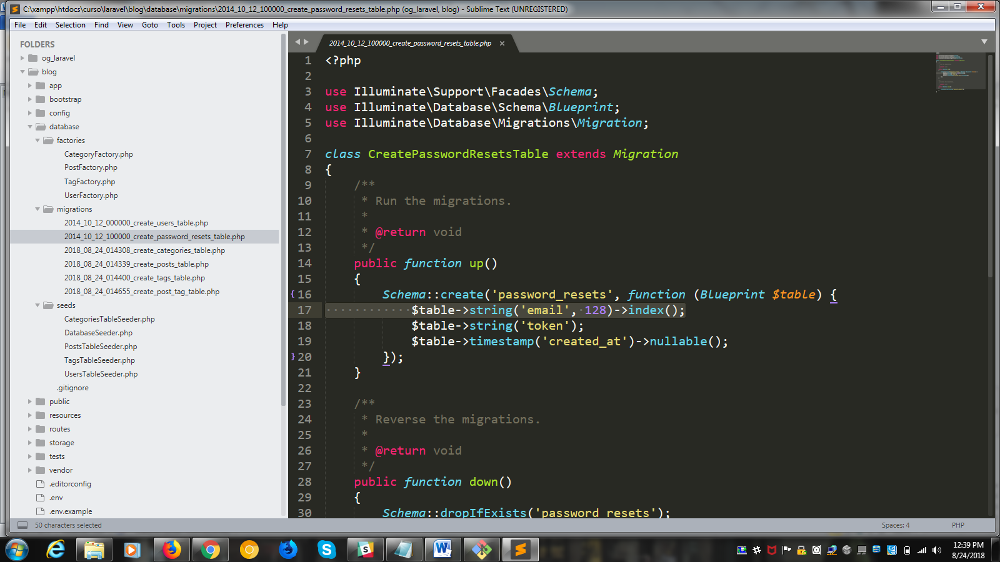 C:\xampp\htdocs\curso\laravel\blog\database\migrations\2014_10_12_100000_create_password_resets_table.php (og_laravel, blog) - Sublime Text (UNREGISTERED)
File Edit Selection Find View Goto Tools Project Preferences Help
FOLDERS
og_laravel
blog
app
bootstrap
config
database
factories
CategoryFactory.php
PostFactory.php
TagFactory.php
UserFactory.php
migrations
2014_10_12_000000_create_users_table.php
2014_10_12_100000_create_password_resets_table.php
2018_08_24_014308_create_categories_table.php
2018_08_24_014339_create_posts_table.php
2018_08_24_014400_create_tags_table.php
2018_08_24_014655_create_post_tag_table.php
seeds
CategoriesTableSeeder.php
DatabaseSeeder.php
PostsTableSeeder.php
TagsTableSeeder.php
UsersTableSeeder.php
.gitignore
public
resources
routes
storage
tests
vendor
.editorconfig
.env
.env.example
2014_10_12_100000_create_password_resets_table.php ×
1 <?php
2
3 use Illuminate\Support\Facades\Schema;
4 use Illuminate\Database\Schema\Blueprint;
5 use Illuminate\Database\Migrations\Migration;
6
7 class CreatePasswordResetsTable extends Migration
8 {
9     /**
10      * Run the migrations.
11      *
12      * @return void
13      */
14     public function up()
15     {
{ 16         Schema::create('password_resets', function (Blueprint $table) {
17             $table->string('email', 128)->index();
18             $table->string('token');
19             $table->timestamp('created_at')->nullable();
} 20         });
21     }
22
23     /**
24      * Reverse the migrations.
25      *
26      * @return void
27      */
28     public function down()
29     {
30         Schema::dropIfExists('password_resets');
50 characters selected Spaces: 4 PHP
12:39 PM
8/24/2018